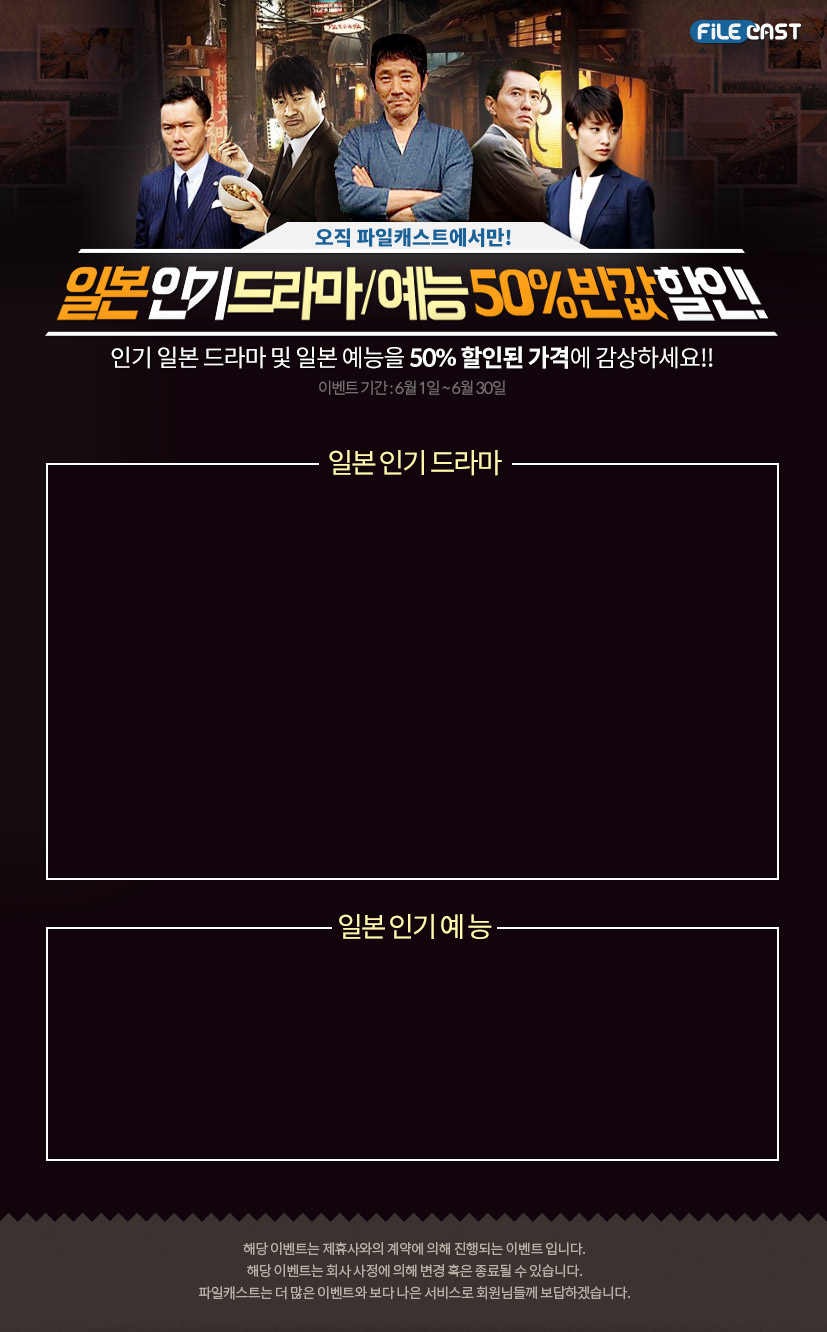 FiLE CAST
稲荷大明
めし
오직 파일캐스트에서만!
일본 인기드라마/예능 50% 반값할인!
인기 일본 드라마 및 일본 예능을 50% 할인된 가격에 감상하세요!!
이벤트 기간 : 6월 1일 ~ 6월 30일
일본 인기 드라마
일본 인기 예능
해당 이벤트는 제휴사와의 계약에 의해 진행되는 이벤트 입니다.
해당 이벤트는 회사 사정에 의해 변경 혹은 종료될 수 있습니다.
파일캐스트는 더 많은 이벤트와 보다 나은 서비스로 회원님들께 보답하겠습니다.